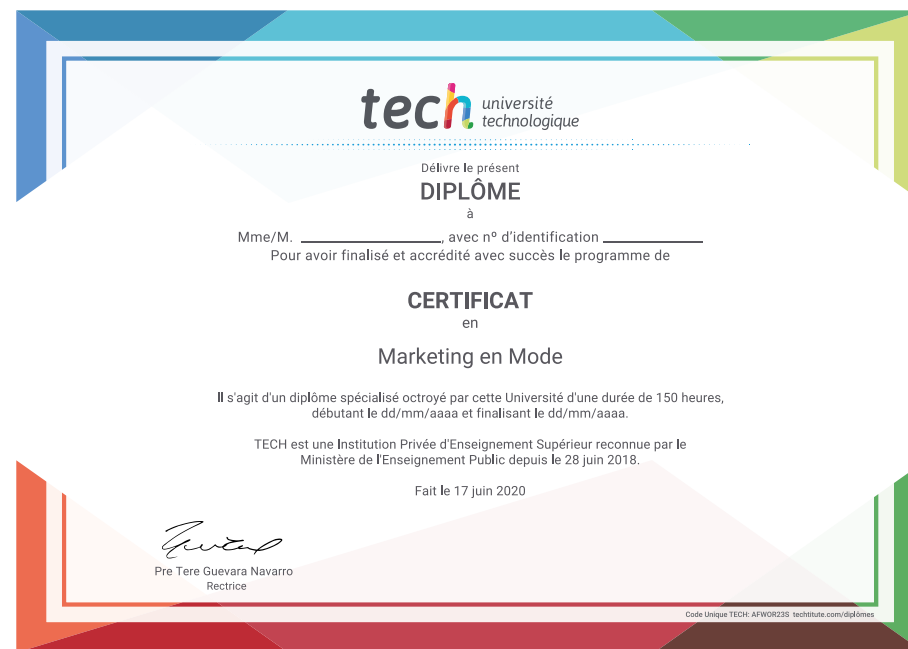 tech université
technologique
Délivre le présent
DIPLÔME
à
Mme/M. ____________________, avec nº d'identification ______________
Pour avoir finalisé et accrédité avec succès le programme de
CERTIFICAT
en
Marketing en Mode
Il s'agit d'un diplôme spécialisé octroyé par cette Université d'une durée de 150 heures,
débutant le dd/mm/aaaa et finalisant le dd/mm/aaaa.
TECH est une Institution Privée d'Enseignement Supérieur reconnue par le
Ministère de l'Enseignement Public depuis le 28 juin 2018.
Fait le 17 juin 2020
Pre Tere Guevara Navarro
Rectrice
Code Unique TECH: AFWOR23S techtitute.com/diplômes